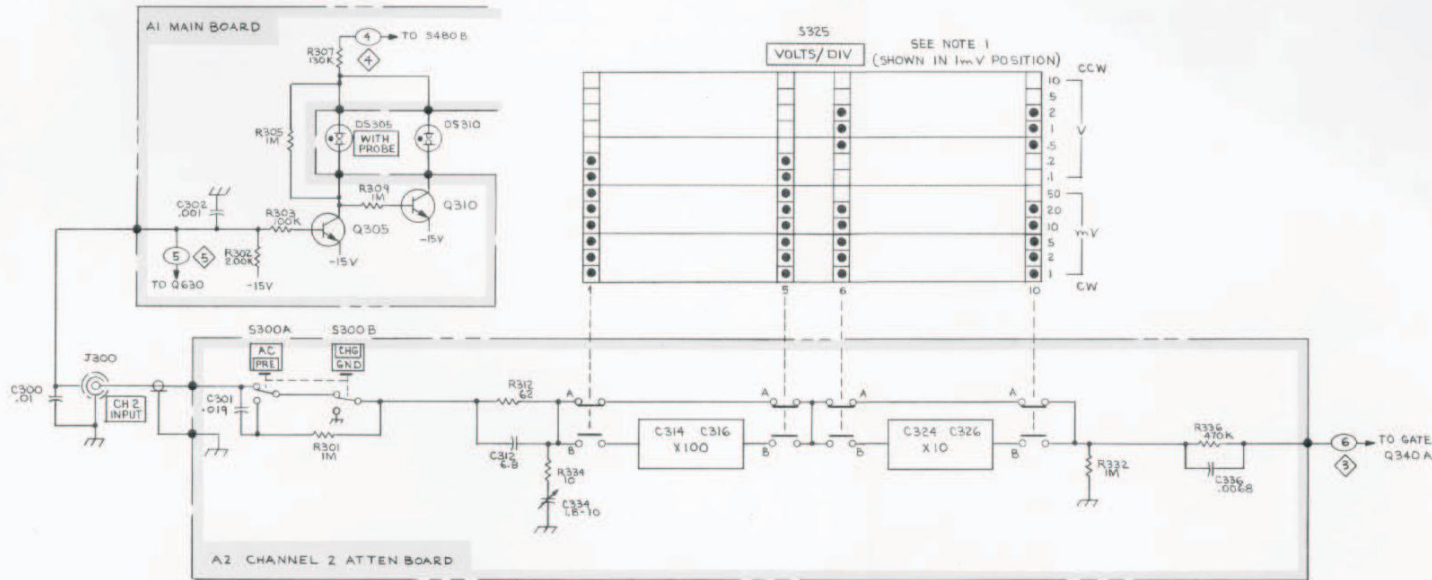 A1 MAIN BOARD
4
TO S480B
4
R307
130K
R305
1M
DS305
WITH
PROBE
DS310
R309
1M
Q310
Q305
-15V
-15V
C302
.001
R303
100K
R302
200K
-15V
5
5
TO Q630
S325
VOLTS/DIV
SEE NOTE 1
(SHOWN IN 1mV POSITION)
CCW
10
5
2
1
.5
.2
.1
V
50
20
10
5
2
1
mV
CW
5
6
10
J300
CH 2
INPUT
C300
.01
S300A
AC
PRE
S300B
CHG
GND
C301
.019
R301
1M
R312
62
C312
6.8
R334
10
C334
1.8-10
A
B
C314 C316
X100
A
B
A
B
C324 C326
X10
A
B
R332
1M
R336
470K
C336
.0068
6
3
TO GATE
Q340A
A2 CHANNEL 2 ATTEN BOARD